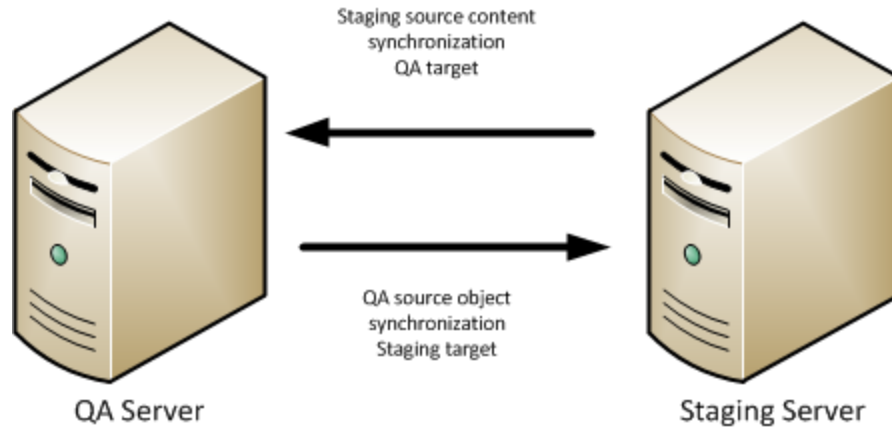 Staging source content
synchronization
QA target
QA source object
synchronization
Staging target
QA Server
Staging Server